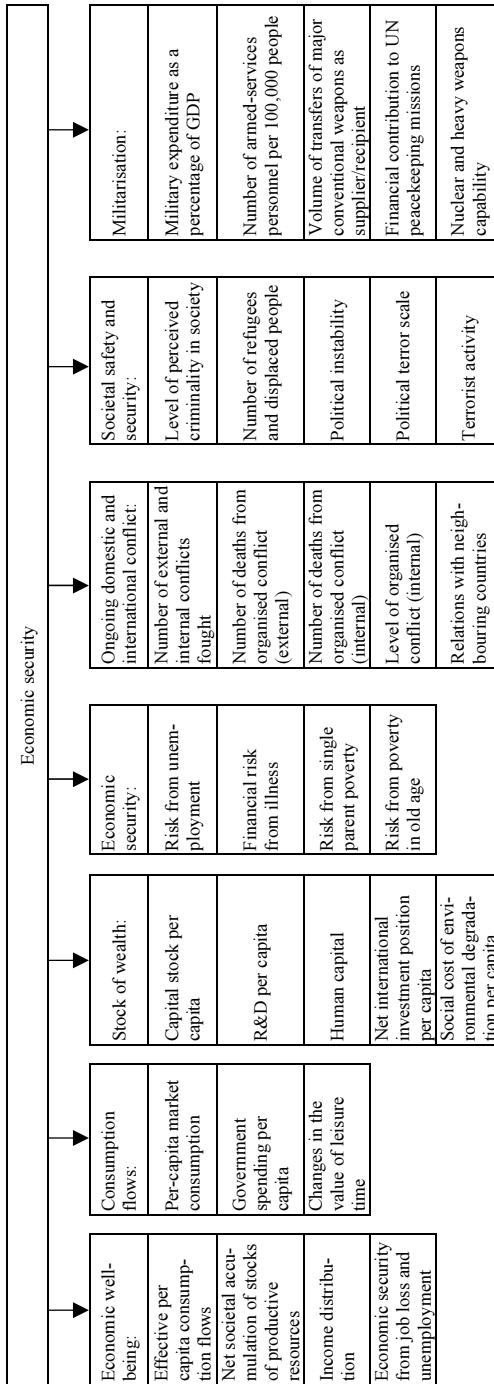 Economic security
Economic well-
being:
Effective per
capita consump-
tion flows
Net societal accu-
mulation of stocks
of productive
resources
Income distribu-
tion
Economic security
from job loss and
unemployment
Consumption
flows:
Per-capita market
consumption
Government
spending per
capita
Changes in the
value of leisure
time
Stock of wealth:
Capital stock per
capita
R&D per capita
Human capital
Net international
investment position
per capita
Social cost of envi-
ronmental degrada-
tion per capita
Economic
security:
Risk from unem-
ployment
Financial risk
from illness
Risk from single
parent poverty
Risk from poverty
in old age
Ongoing domestic and
international conflict:
Number of external and
internal conflicts
fought
Number of deaths from
organised conflict
(external)
Number of deaths from
organised conflict
(internal)
Level of organised
conflict (internal)
Relations with neigh-
bouring countries
Societal safety and
security:
Level of perceived
criminality in society
Number of refugees
and displaced people
Political instability
Political terror scale
Terrorist activity
Militarisation:
Military expenditure as a
percentage of GDP
Number of armed-services
personnel per 100,000 people
Volume of transfers of major
conventional weapons as
supplier/recipient
Financial contribution to UN
peacekeeping missions
Nuclear and heavy weapons
capability